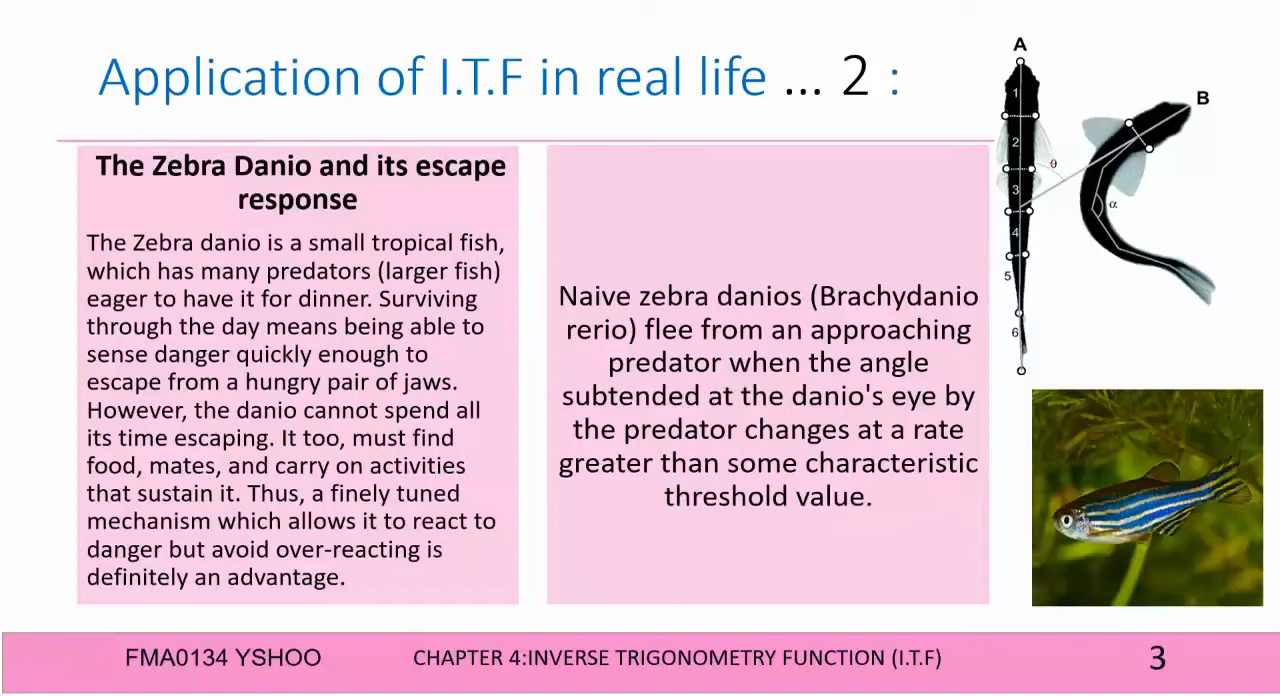 Application of I.T.F in real life ... 2 :
The Zebra Danio and its escape
response
The Zebra danio is a small tropical fish,
which has many predators (larger fish)
eager to have it for dinner. Surviving
through the day means being able to
sense danger quickly enough to
escape from a hungry pair of jaws.
However, the danio cannot spend all
its time escaping. It too, must find
food, mates, and carry on activities
that sustain it. Thus, a finely tuned
mechanism which allows it to react to
danger but avoid over-reacting is
definitely an advantage.
Naive zebra danios (Brachydanio
rerio) flee from an approaching
predator when the angle
subtended at the danio's eye by
the predator changes at a rate
greater than some characteristic
threshold value.
A
1
2
3
4
5
6
θ
B
α
FMA0134 YSHOO
CHAPTER 4:INVERSE TRIGONOMETRY FUNCTION (I.T.F)
3